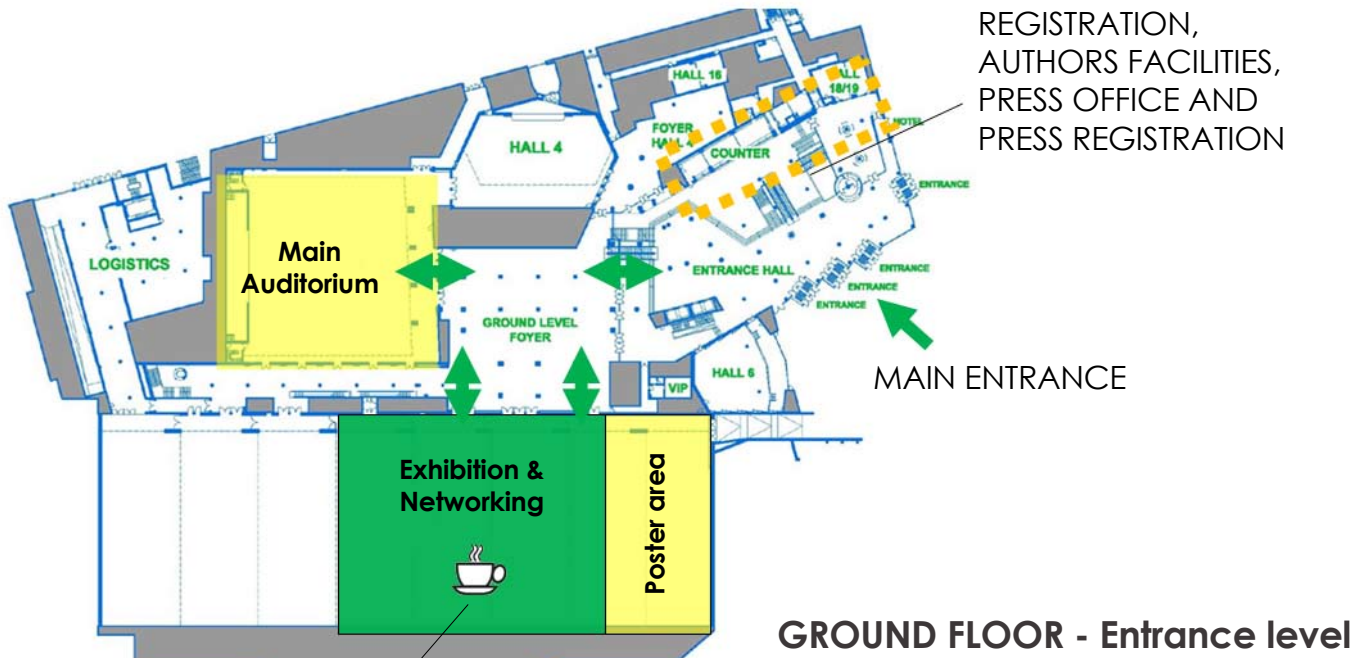 REGISTRATION,
AUTHORS FACILITIES,
PRESS OFFICE AND
PRESS REGISTRATION
HALL 16
HALL
18/19
HOTEL
FOYER
HALL 4
COUNTER
HALL 4
ENTRANCE
LOGISTICS
Main
Auditorium
ENTRANCE HALL
ENTRANCE
ENTRANCE
ENTRANCE
GROUND LEVEL
FOYER
MAIN ENTRANCE
VIP
HALL 6
Exhibition &
Networking
Poster area
GROUND FLOOR - Entrance level